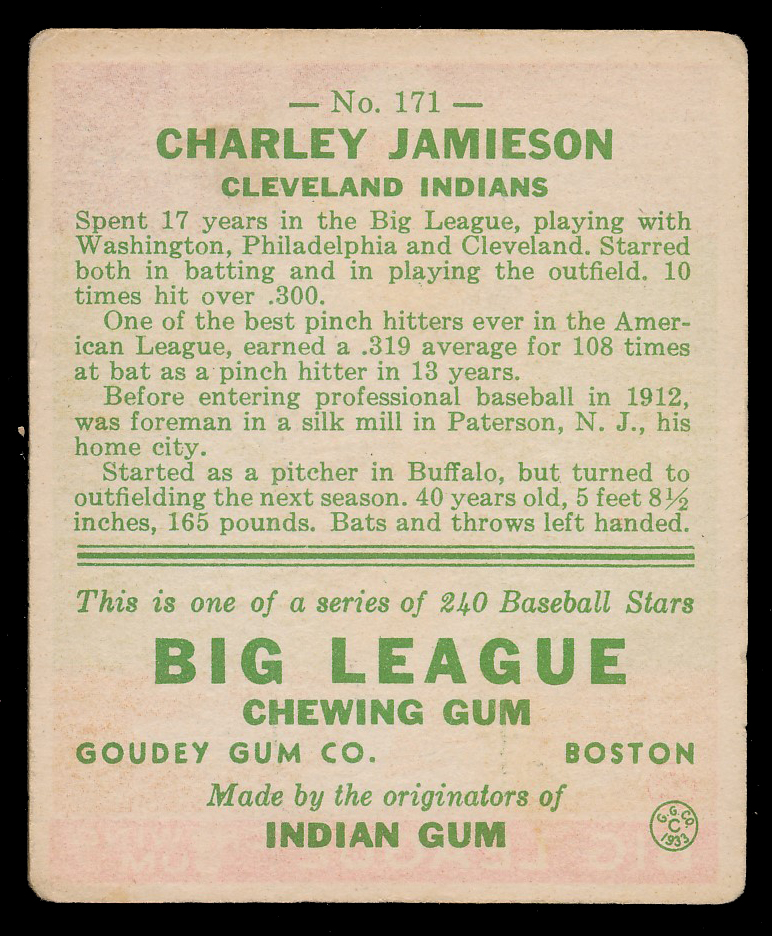 — No. 171 —
CHARLEY JAMIESON
CLEVELAND INDIANS
Spent 17 years in the Big League, playing with
Washington, Philadelphia and Cleveland. Starred
both in batting and in playing the outfield. 10
times hit over .300.
One of the best pinch hitters ever in the Amer-
ican League, earned a .319 average for 108 times
at bat as a pinch hitter in 13 years.
Before entering professional baseball in 1912,
was foreman in a silk mill in Paterson, N. J., his
home city.
Started as a pitcher in Buffalo, but turned to
outfielding the next season. 40 years old, 5 feet 8½
inches, 165 pounds. Bats and throws left handed.
This is one of a series of 240 Baseball Stars
BIG LEAGUE
CHEWING GUM
GOUDEY GUM CO. BOSTON
Made by the originators of
INDIAN GUM
G.G.CO.
C
1933